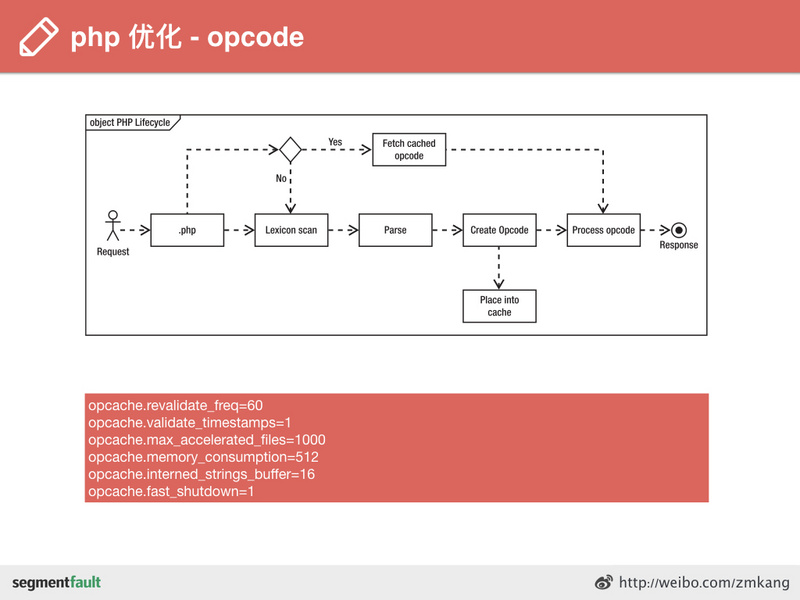 php 优化 - opcode
object PHP Lifecycle
Yes
Fetch cached
opcode
No
Request
.php
Lexicon scan
Parse
Create Opcode
Process opcode
Response
Place into
cache
opcache.revalidate_freq=60
opcache.validate_timestamps=1
opcache.max_accelerated_files=1000
opcache.memory_consumption=512
opcache.interned_strings_buffer=16
opcache.fast_shutdown=1
segmentfault
http://weibo.com/zmkang